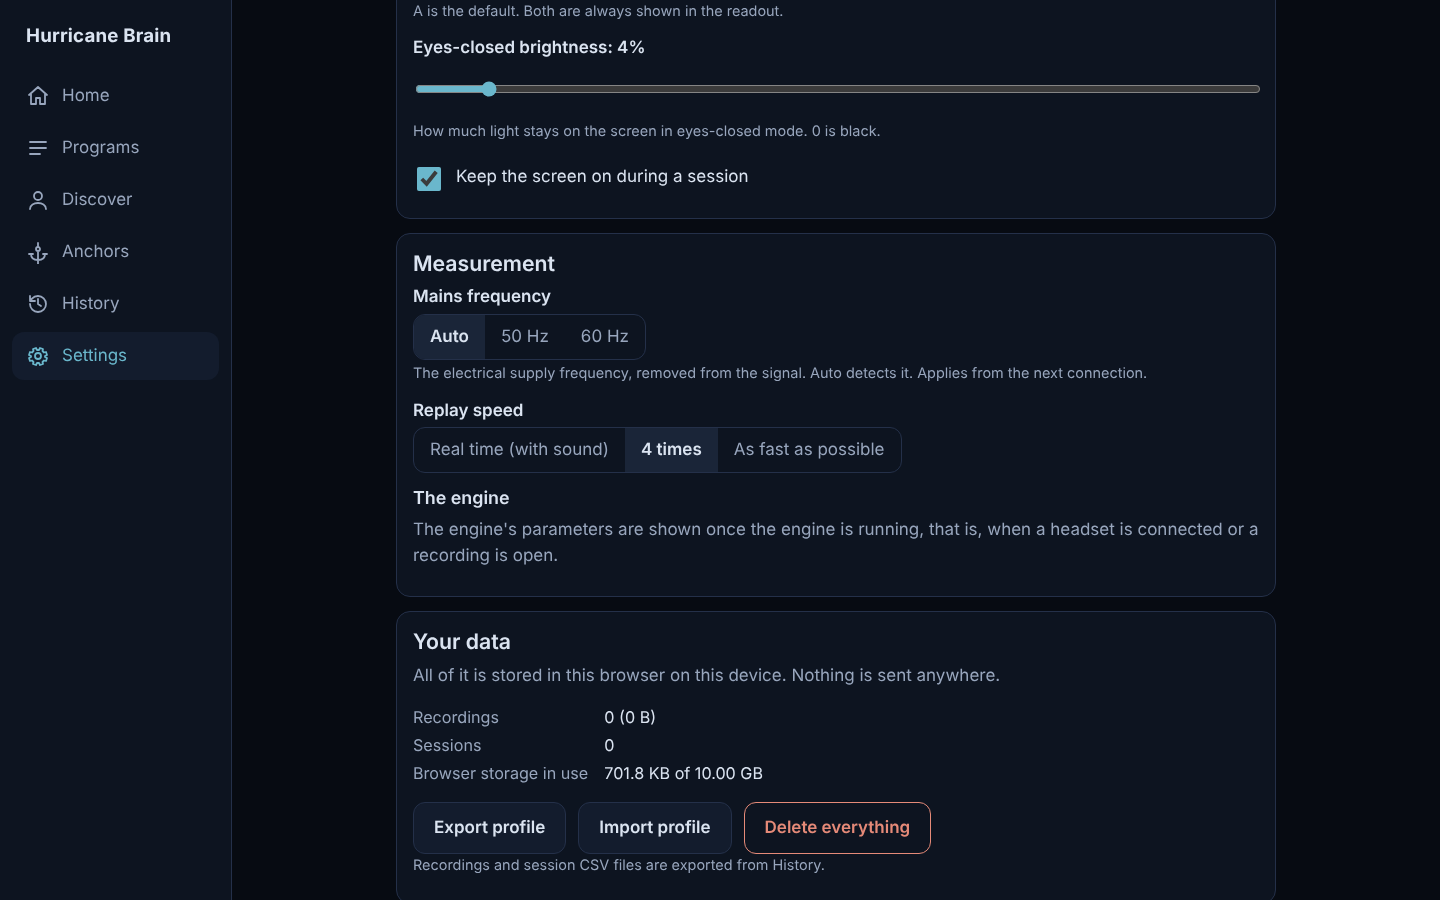 Hurricane Brain
Home
Programs
Discover
Anchors
History
Settings
A is the default. Both are always shown in the readout.
Eyes-closed brightness: 4%
How much light stays on the screen in eyes-closed mode. 0 is black.
Keep the screen on during a session
Measurement
Mains frequency
Auto 50 Hz 60 Hz
The electrical supply frequency, removed from the signal. Auto detects it. Applies from the next connection.
Replay speed
Real time (with sound) 4 times As fast as possible
The engine
The engine's parameters are shown once the engine is running, that is, when a headset is connected or a
recording is open.
Your data
All of it is stored in this browser on this device. Nothing is sent anywhere.
Recordings 0 (0 B)
Sessions 0
Browser storage in use 701.8 KB of 10.00 GB
Export profile Import profile Delete everything
Recordings and session CSV files are exported from History.